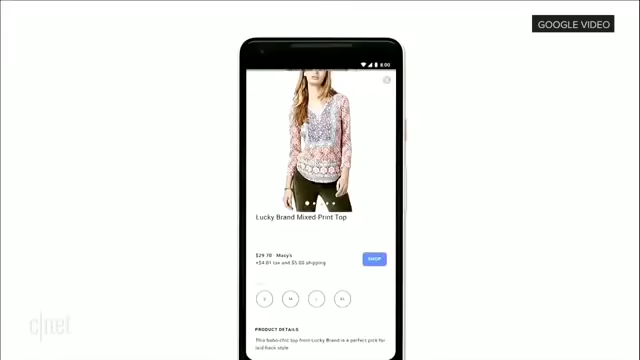 GOOGLE VIDEO
8:00
Lucky Brand Mixed-Print Top
$29.70 Macy's
+$4.01 tax and $5.00 shipping
SHOP
M
L
XL
PRODUCT DETAILS
This boho-chic top from Lucky Brand is a perfect pick for
laid-back style
c|net